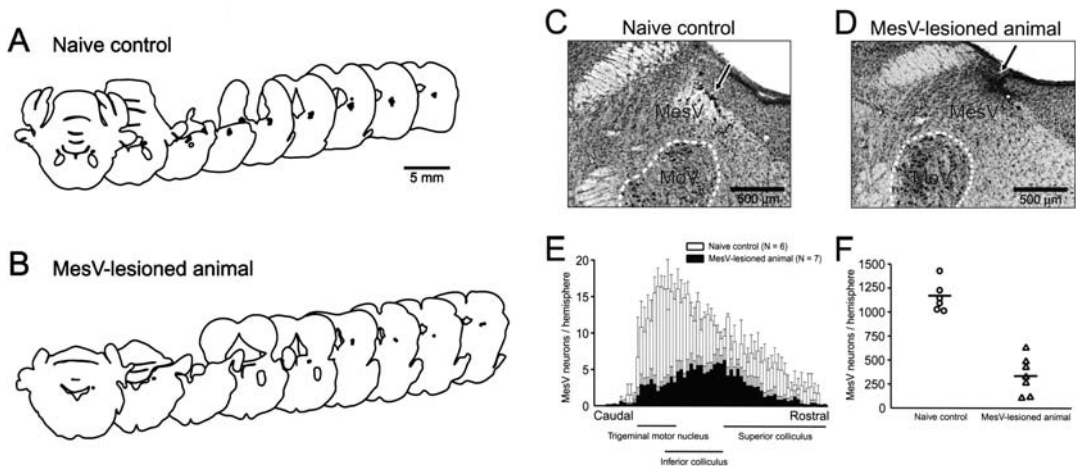 A Naive control
5 mm
B MesV-lesioned animal
C Naive control
MesV
MoV
500 µm
D MesV-lesioned animal
MesV
MoV
500 µm
E
Naive control (N = 6)
MesV-lesioned animal (N = 7)
MesV neurons / hemisphere
20
15
10
5
0
Caudal Rostral
Trigeminal motor nucleus Superior colliculus
Inferior colliculus
F
MesV neurons / hemisphere
1500
1250
1000
750
500
250
0
Naive control MesV-lesioned animal